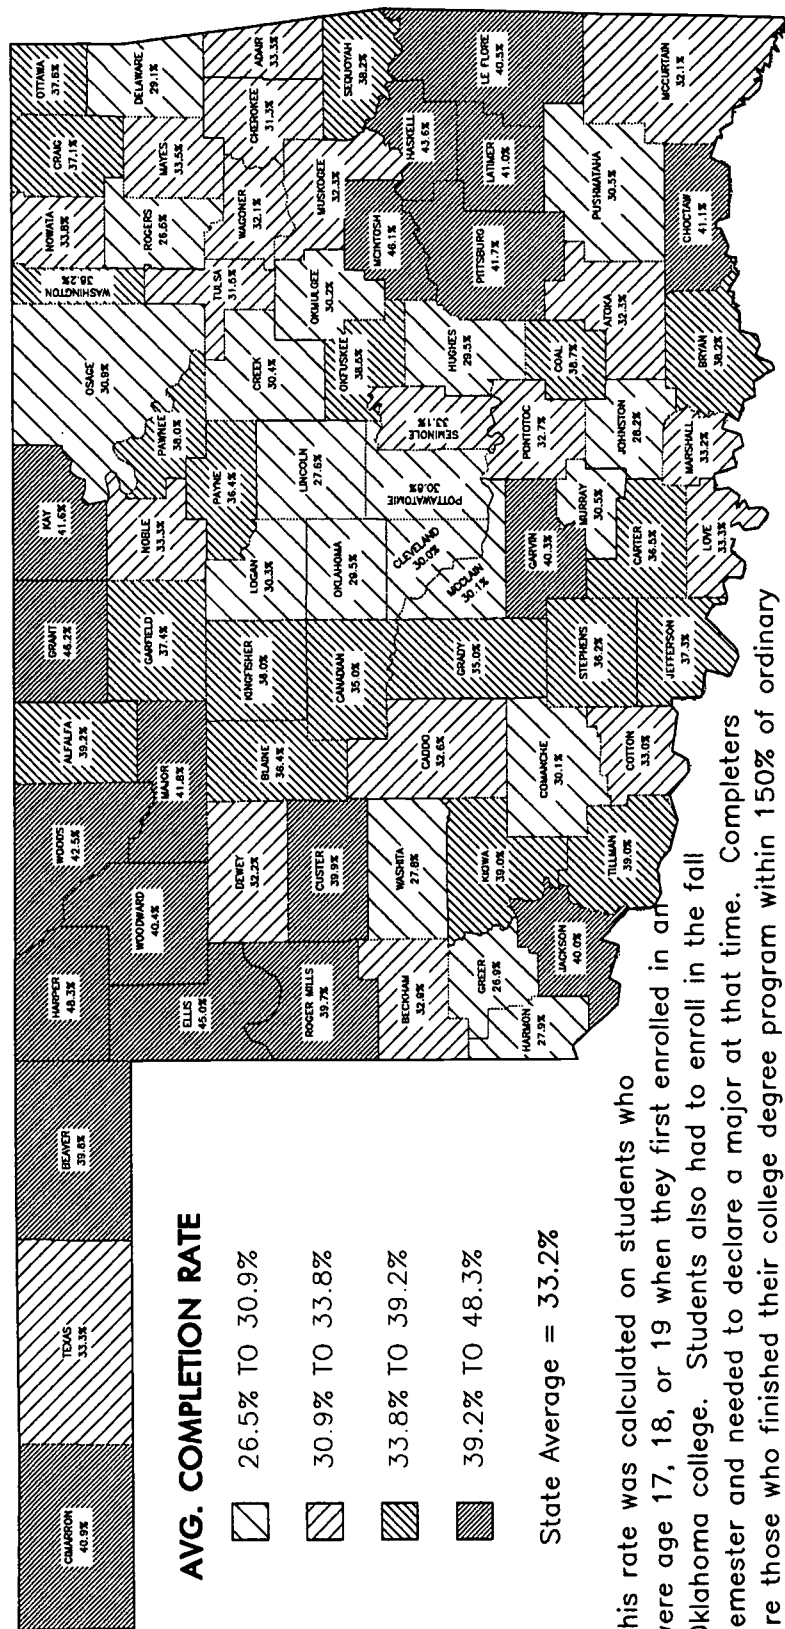 CIMARRON
40.9%
TEXAS
33.3%
BEAVER
39.8%
HARPER
48.3%
WOODS
42.5%
ALFALFA
39.2%
GRANT
46.2%
KAY
41.6%
OSAGE
30.9%
WASHINGTON
36.2%
NOWATA
33.8%
CRAIG
37.1%
OTTAWA
37.6%
ELLIS
45.0%
WOODWARD
40.4%
MAJOR
41.8%
GARFIELD
37.4%
NOBLE
33.3%
PAWNEE
38.0%
ROGERS
26.6%
MAYES
33.5%
DELAWARE
29.1%
ROGER MILLS
39.7%
DEWEY
32.2%
CUSTER
39.9%
BLAINE
36.4%
KINGFISHER
38.0%
LOGAN
30.3%
PAYNE
36.4%
CREEK
30.4%
TULSA
31.6%
WAGONER
32.1%
CHEROKEE
31.3%
ADAIR
33.3%
CANADIAN
35.0%
OKLAHOMA
29.5%
LINCOLN
27.6%
OKFUSKEE
38.6%
OKMULGEE
30.2%
MUSKOGEE
32.3%
SEQUOYAH
38.2%
BECKHAM
32.9%
WASHITA
27.8%
CADDO
32.6%
GRADY
35.0%
CLEVELAND
30.0%
MCCLAIN
30.1%
POTTAWATOMIE
30.8%
SEMINOLE
33.1%
HUGHES
29.5%
MCINTOSH
46.1%
HASKELL
43.6%
LE FLORE
40.5%
HARMON
27.9%
GREER
26.9%
KIOWA
39.0%
JACKSON
40.0%
TILLMAN
39.0%
COMANCHE
30.1%
COTTON
33.0%
STEPHENS
36.2%
JEFFERSON
37.3%
GARVIN
40.3%
MURRAY
30.5%
CARTER
36.5%
LOVE
33.3%
PONTOTOC
32.7%
JOHNSTON
28.2%
MARSHALL
33.2%
COAL
38.7%
ATOKA
32.3%
BRYAN
38.2%
PITTSBURG
41.7%
LATIMER
41.0%
PUSHMATAHA
30.5%
CHOCTAW
41.1%
MCCURTAIN
32.1%
AVG. COMPLETION RATE
26.5% TO 30.9%
30.9% TO 33.8%
33.8% TO 39.2%
39.2% TO 48.3%
State Average = 33.2%
his rate was calculated on students who
ere age 17, 18, or 19 when they first enrolled in an
Oklahoma college. Students also had to enroll in the fall
emester and needed to declare a major at that time. Completers
re those who finished their college degree program within 150% of ordinary